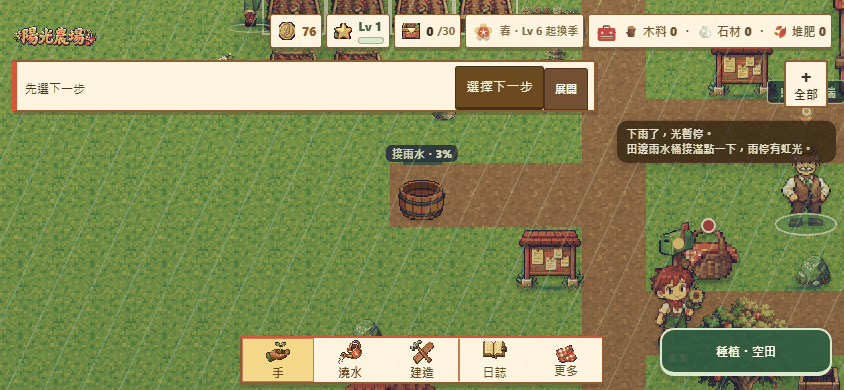 陽光農場
76
Lv 1
0 /30
春・Lv 6 起換季
木料 0 ・ 石材 0 ・ 堆肥 0
先選下一步
選擇下一步
展開
+
全部
下雨了，光暫停。
田邊雨水桶接滿點一下，雨停有虹光。
接雨水・3%
手
澆水
建造
日誌
更多
種植・空田